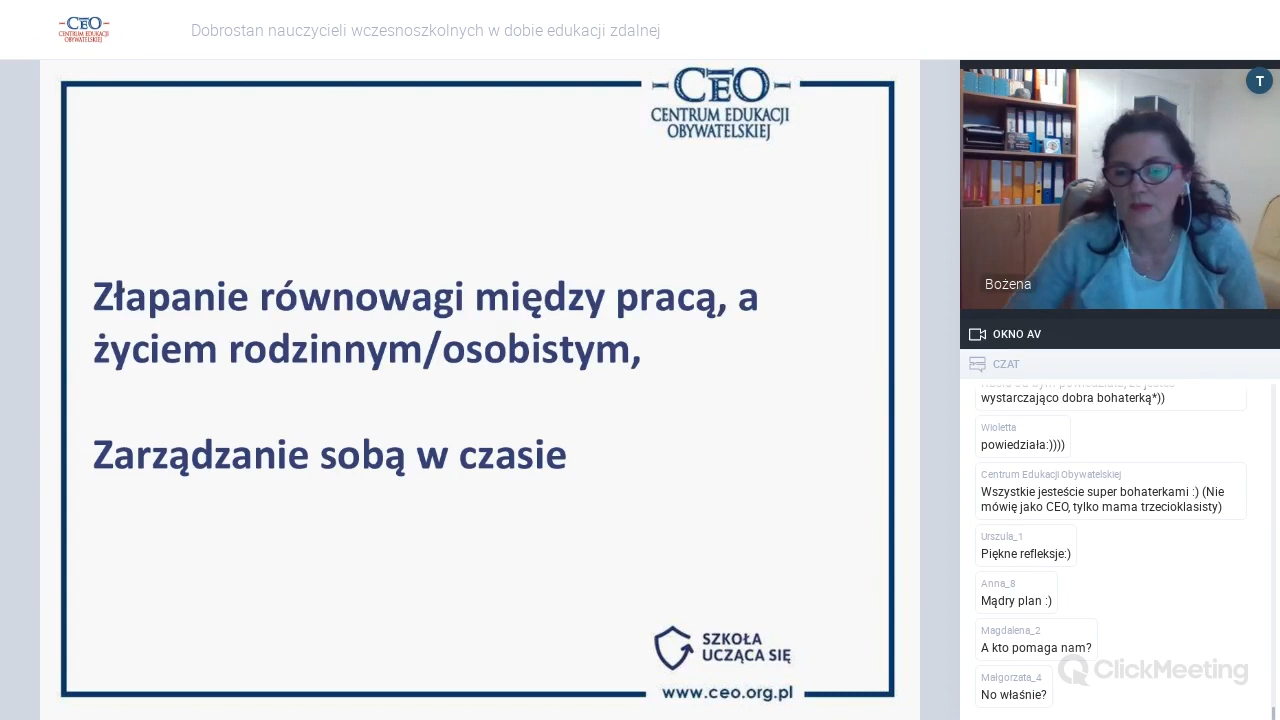 CEO
CENTRUM EDUKACJI
OBYWATELSKIEJ
Dobrostan nauczycieli wczesnoszkolnych w dobie edukacji zdalnej
CEO
CENTRUM EDUKACJI
OBYWATELSKIEJ
Złapanie równowagi między pracą, a
życiem rodzinnym/osobistym,
Zarządzanie sobą w czasie
SZKOŁA
UCZĄCA SIĘ
www.ceo.org.pl
T
Bożena
OKNO AV
CZAT
wystarczająco dobra bohaterką*))
Wioletta
powiedziała:))))
Centrum Edukacji Obywatelskiej
Wszystkie jesteście super bohaterkami :) (Nie
mówię jako CEO, tylko mama trzecioklasisty)
Urszula_1
Piękne refleksje:)
Anna_8
Mądry plan :)
Magdalena_2
A kto pomaga nam?
Małgorzata_4
No właśnie?
ClickMeeting